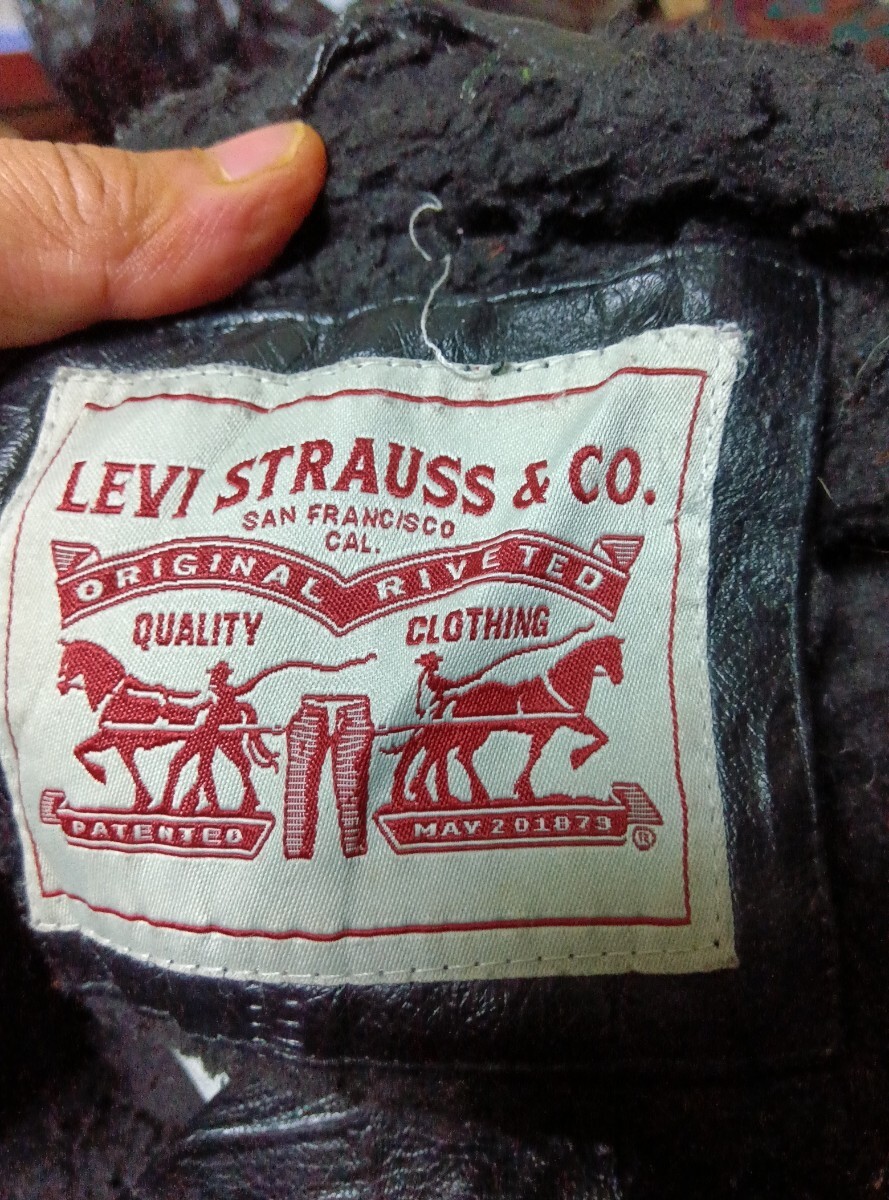 LEVI STRAUSS & CO.
SAN FRANCISCO
CAL.
ORIGINAL RIVETED
QUALITY CLOTHING
PATENTED MAY 20 1873
®